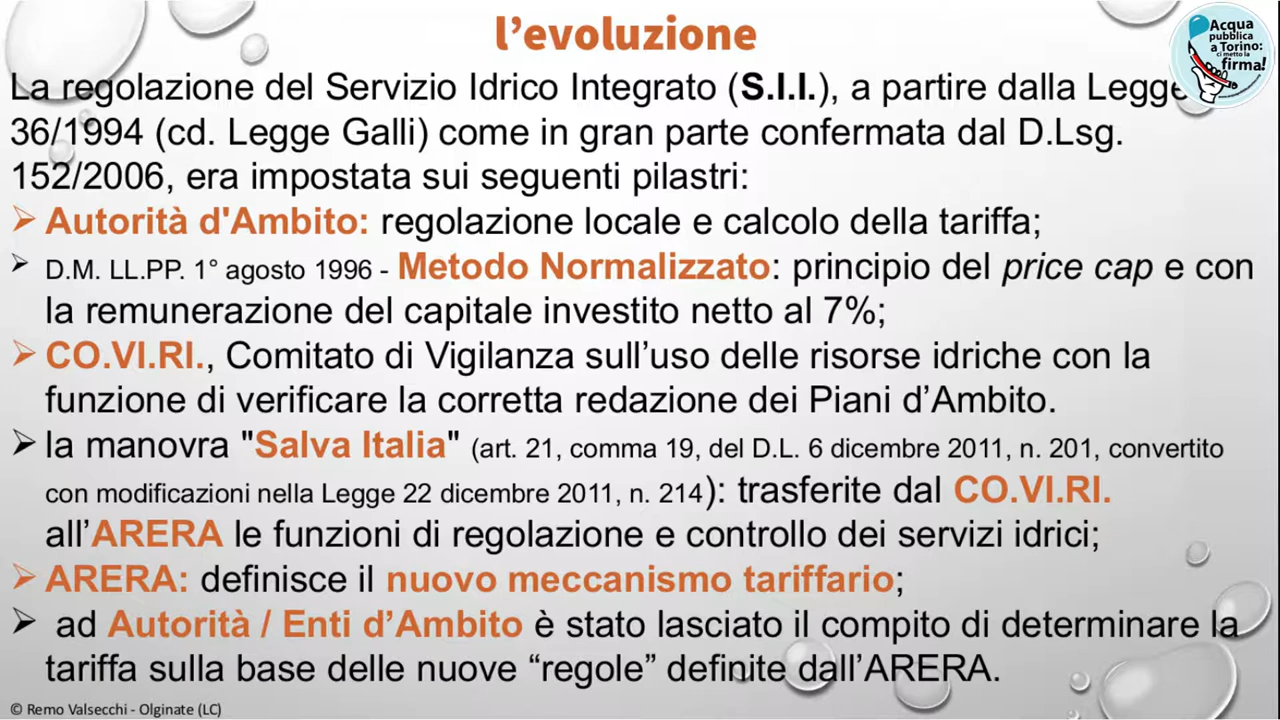 l’evoluzione
Acqua
pubblica
a Torino:
ci metto la
firma!
La regolazione del Servizio Idrico Integrato (S.I.I.), a partire dalla Legge
36/1994 (cd. Legge Galli) come in gran parte confermata dal D.Lsg.
152/2006, era impostata sui seguenti pilastri:
➢ Autorità d'Ambito: regolazione locale e calcolo della tariffa;
➢ D.M. LL.PP. 1° agosto 1996 - Metodo Normalizzato: principio del price cap e con
la remunerazione del capitale investito netto al 7%;
➢ CO.VI.RI., Comitato di Vigilanza sull’uso delle risorse idriche con la
funzione di verificare la corretta redazione dei Piani d’Ambito.
➢ la manovra "Salva Italia" (art. 21, comma 19, del D.L. 6 dicembre 2011, n. 201, convertito
con modificazioni nella Legge 22 dicembre 2011, n. 214): trasferite dal CO.VI.RI.
all’ARERA le funzioni di regolazione e controllo dei servizi idrici;
➢ ARERA: definisce il nuovo meccanismo tariffario;
➢ ad Autorità / Enti d’Ambito è stato lasciato il compito di determinare la
tariffa sulla base delle nuove “regole” definite dall’ARERA.
© Remo Valsecchi - Olginate (LC)